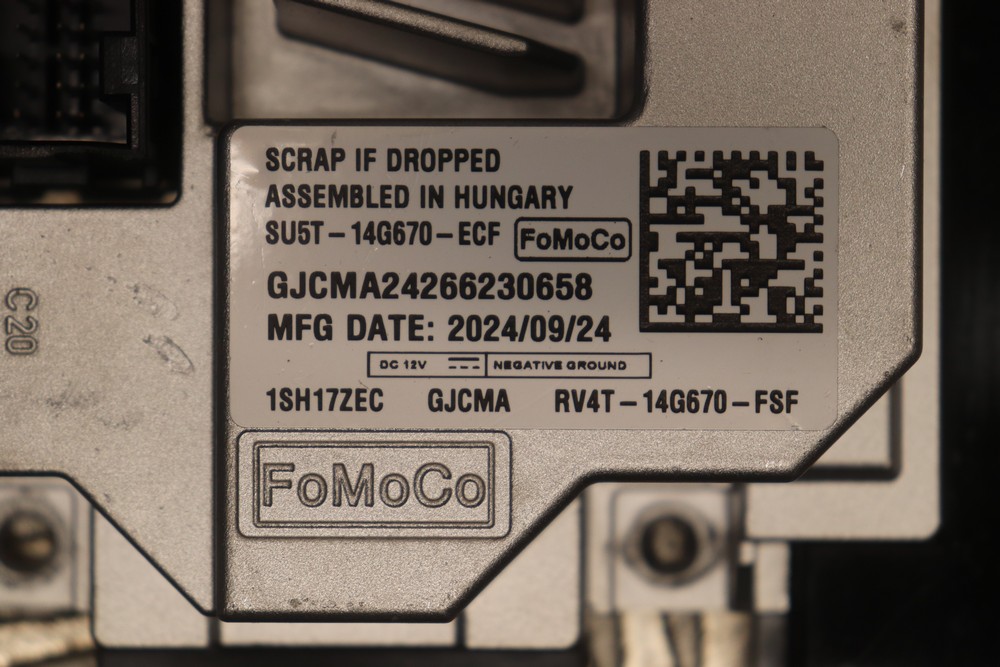 SCRAP IF DROPPED
ASSEMBLED IN HUNGARY
SU5T-14G670-ECF FoMoCo
GJCMA24266230658
MFG DATE: 2024/09/24
DC 12V NEGATIVE GROUND
1SH17ZEC GJCMA RV4T-14G670-FSF
FoMoCo
C20